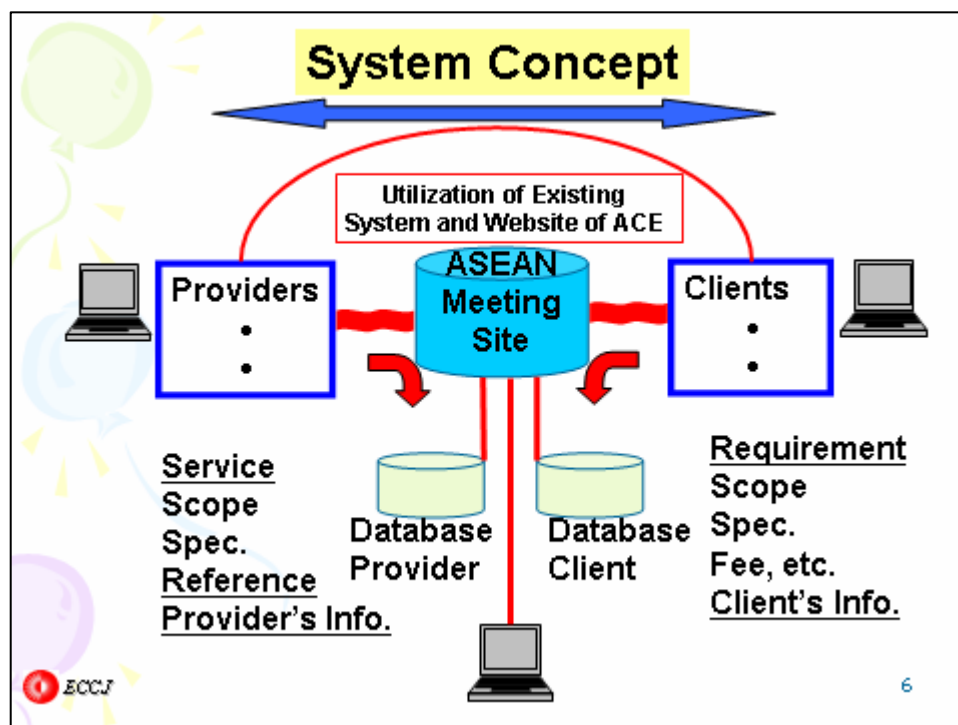 System Concept
Utilization of Existing
System and Website of ACE
Providers
•
•
ASEAN
Meeting
Site
Clients
•
•
Service
Scope
Spec.
Reference
Provider's Info.
Database
Provider
Database
Client
Requirement
Scope
Spec.
Fee, etc.
Client's Info.
ECCJ
6